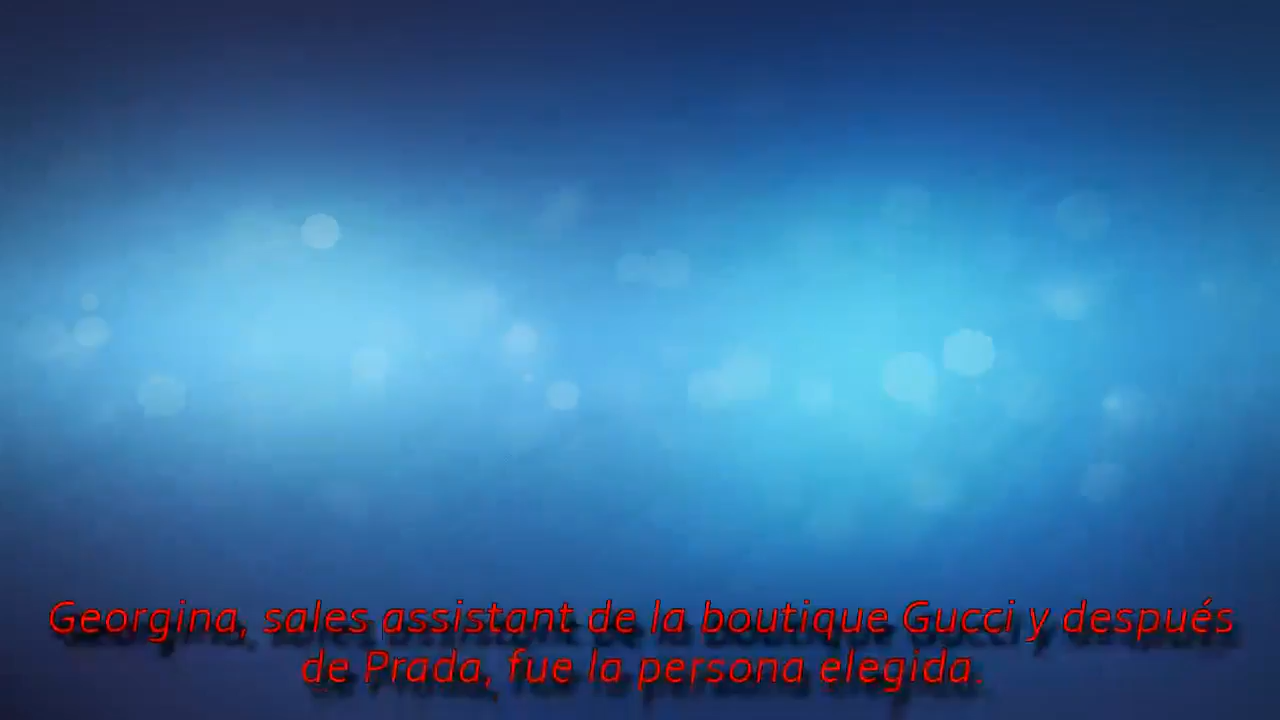 Georgina, sales assistant de la boutique Gucci y después
de Prada, fue la persona elegida.